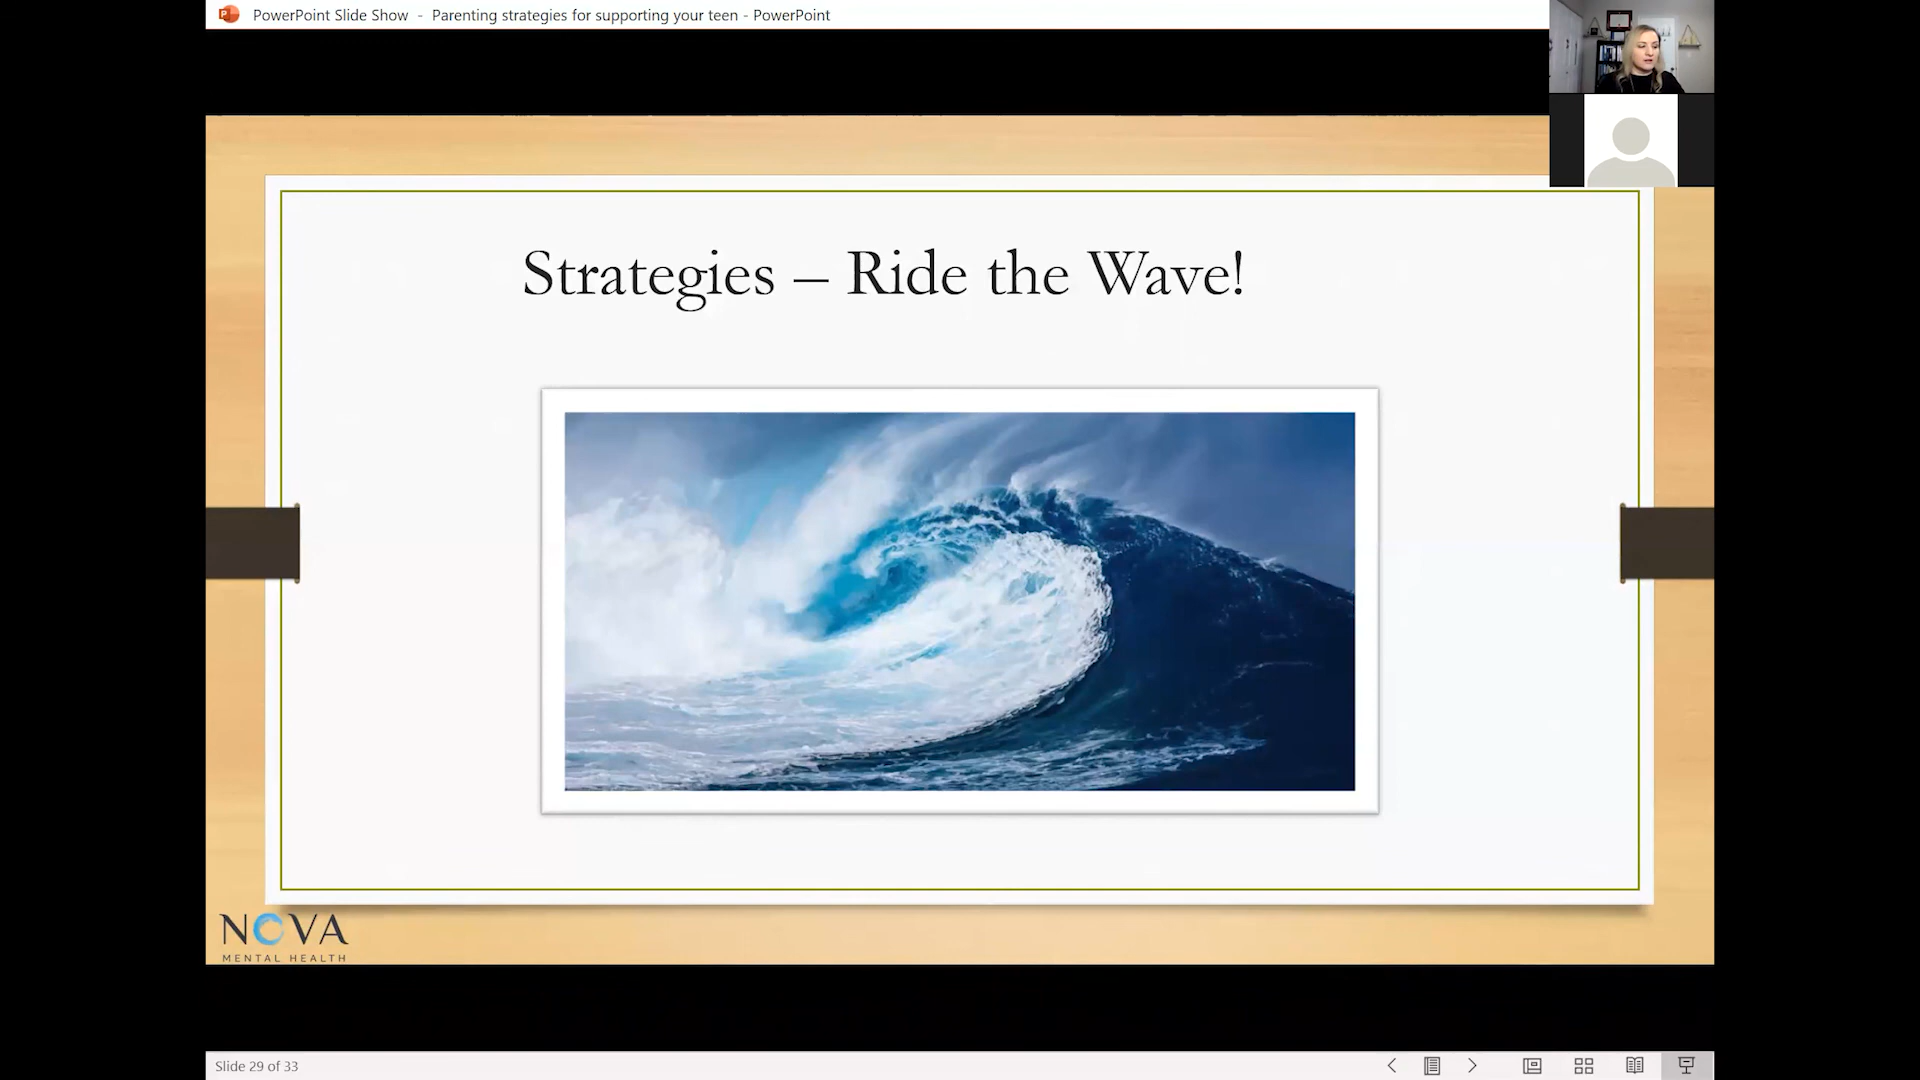 PowerPoint Slide Show - Parenting strategies for supporting your teen - PowerPoint
Strategies – Ride the Wave!
NOVA
MENTAL HEALTH
Slide 29 of 33